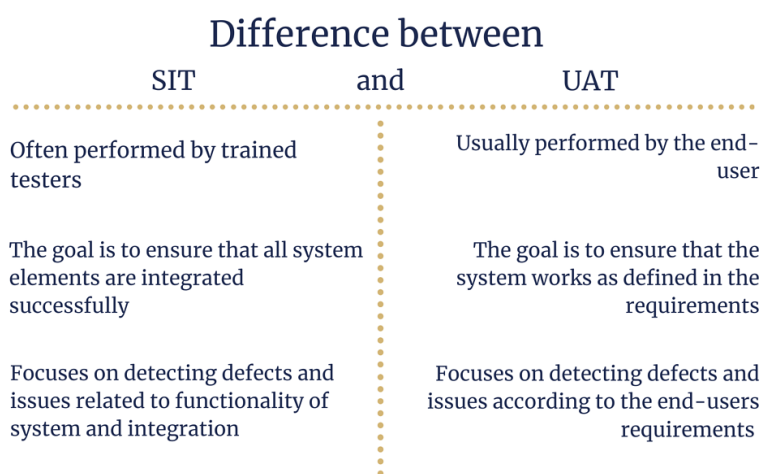 Difference between
SIT and UAT
Often performed by trained
testers
Usually performed by the end-
user
The goal is to ensure that all system
elements are integrated
successfully
The goal is to ensure that the
system works as defined in the
requirements
Focuses on detecting defects and
issues related to functionality of
system and integration
Focuses on detecting defects and
issues according to the end-users
requirements